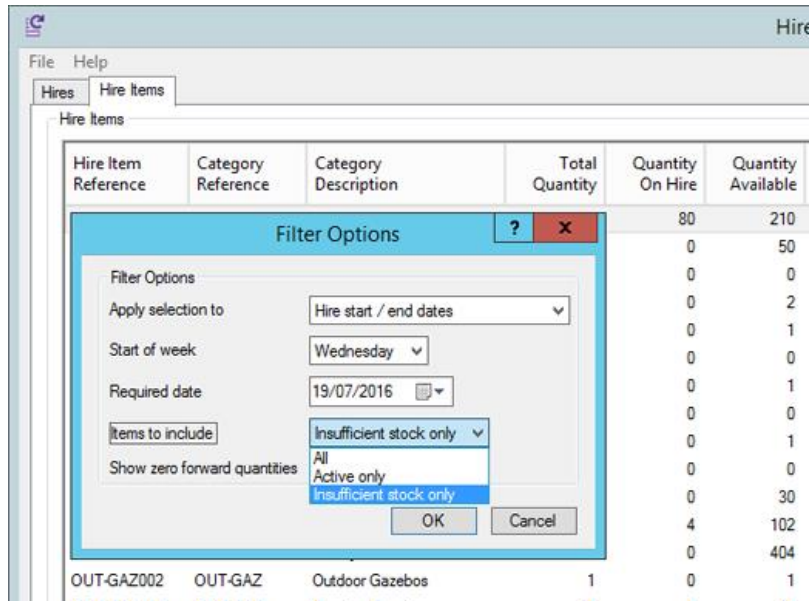 Hire
File Help
Hires Hire Items
Hire Items
Hire Item Reference Category Reference Category Description Total Quantity Quantity On Hire Quantity Available
80 210
Filter Options ? x
0 50
Filter Options
0 0
Apply selection to Hire start / end dates
0 2
0 1
Start of week Wednesday
0 0
Required date 19/07/2016
0 1
0 0
Items to include Insufficient stock only
0 1
All
Show zero forward quantities
0 0
Active only
Insufficient stock only
0 30
OK Cancel
4 102
0 404
OUT-GAZ002 OUT-GAZ Outdoor Gazebos 1 0 1